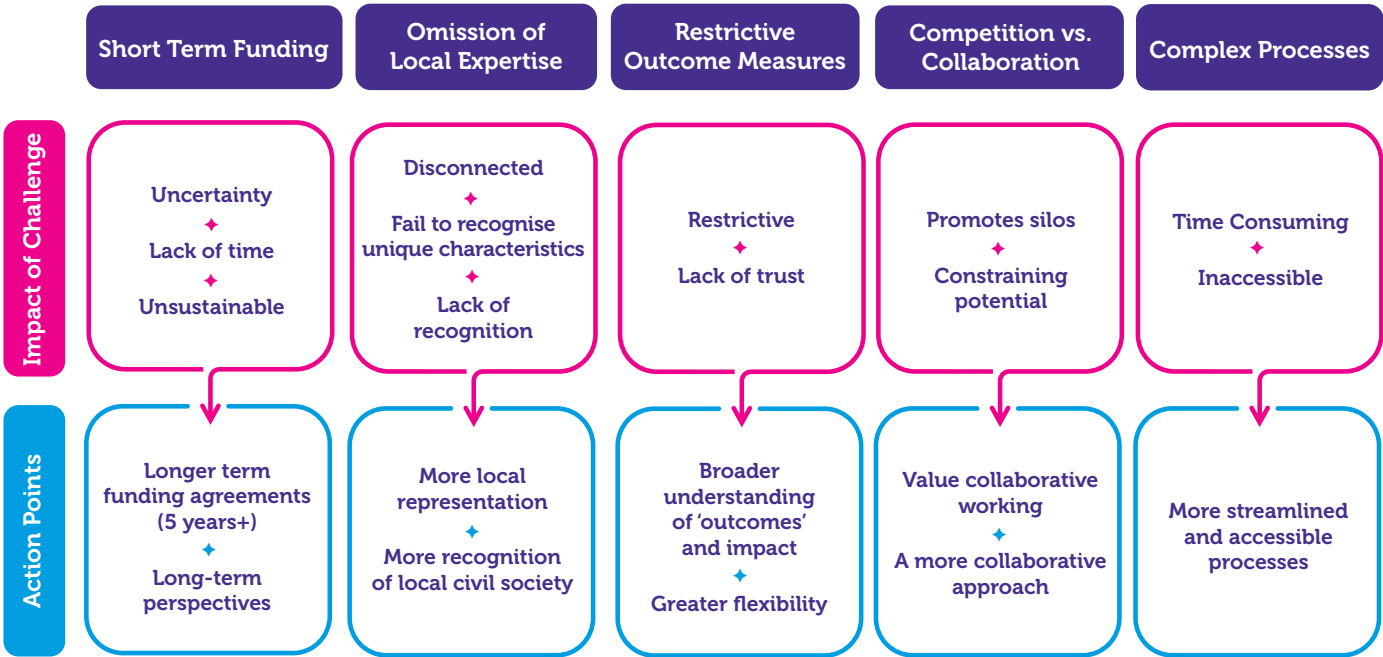 Short Term Funding
Omission of
Local Expertise
Restrictive
Outcome Measures
Competition vs.
Collaboration
Complex Processes
Impact of Challenge
Uncertainty
Lack of time
Unsustainable
Disconnected
Fail to recognise
unique characteristics
Lack of
recognition
Restrictive
Lack of trust
Promotes silos
Constraining
potential
Time Consuming
Inaccessible
Action Points
Longer term
funding agreements
(5 years+)
Long-term
perspectives
More local
representation
More recognition
of local civil society
Broader
understanding
of ‘outcomes’
and impact
Greater flexibility
Value collaborative
working
A more collaborative
approach
More streamlined
and accessible
processes